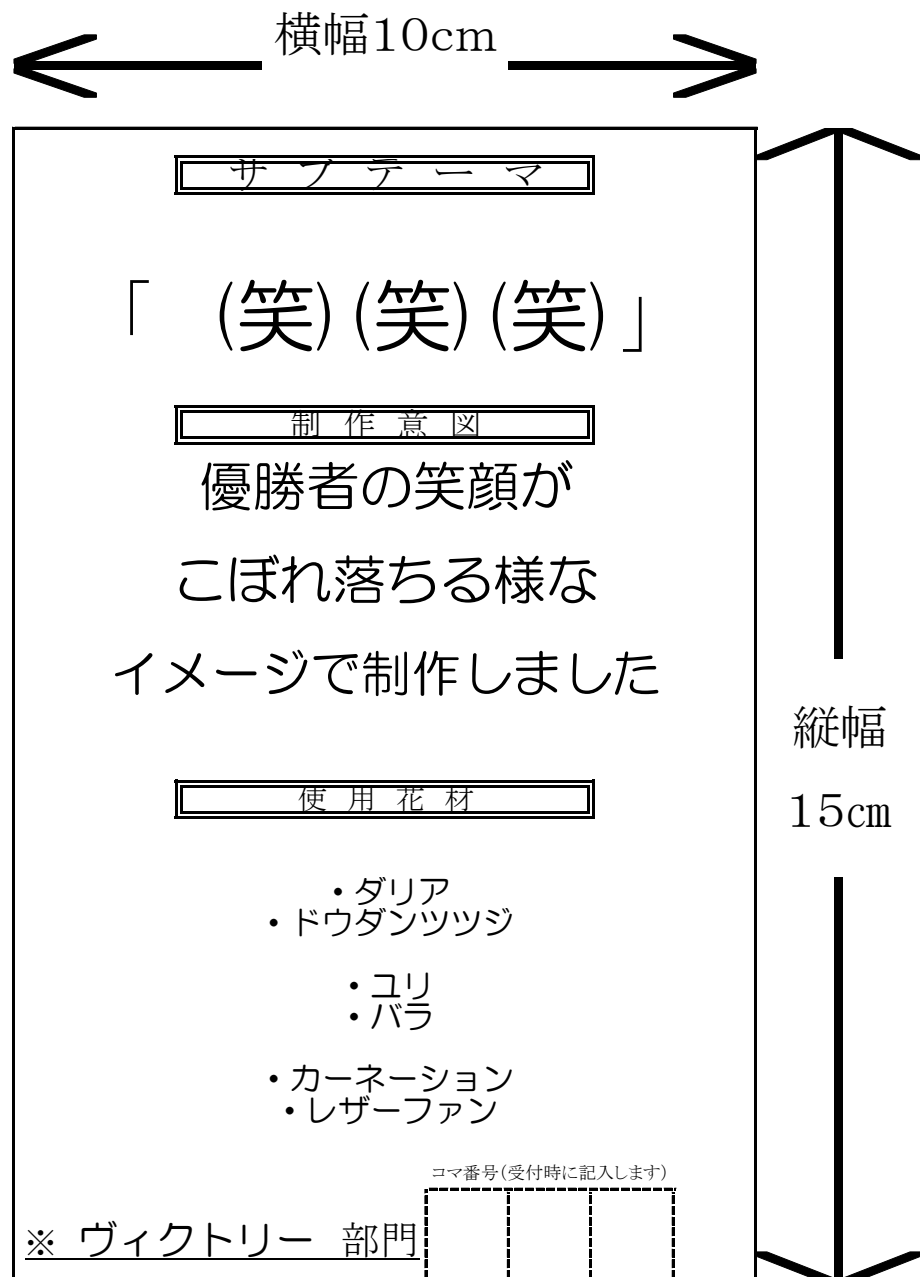 横幅10cm
サブテーマ
「 (笑)(笑)(笑)」
制作意図
優勝者の笑顔が
こぼれ落ちる様な
イメージで制作しました
縦幅
15㎝
使用花材
・ダリア
・ドウダンツツジ
・ユリ
・バラ
・カーネーション
・レザーファン
コマ番号(受付時に記入します)
※ ヴィクトリー 部門